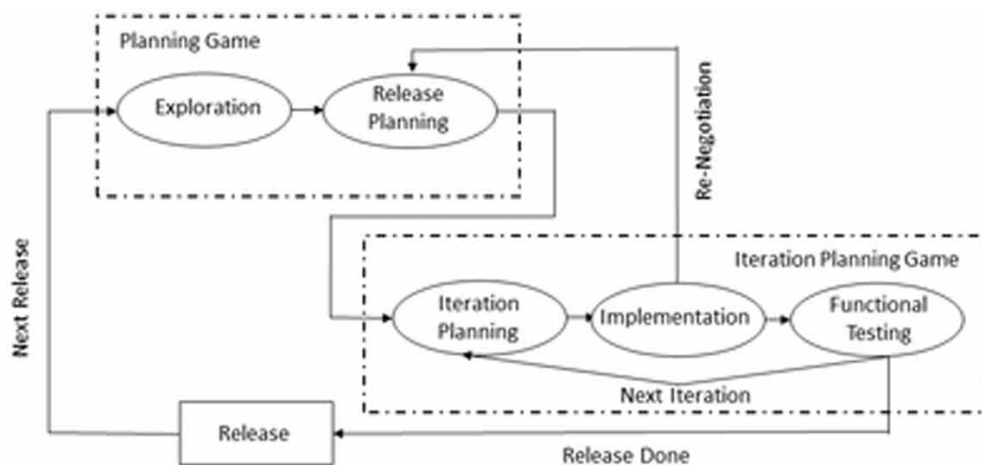 Planning Game
Exploration
Release
Planning
Re-Negotiation
Next Release
Iteration Planning Game
Iteration
Planning
Implementation
Functional
Testing
Next Iteration
Release
Release Done